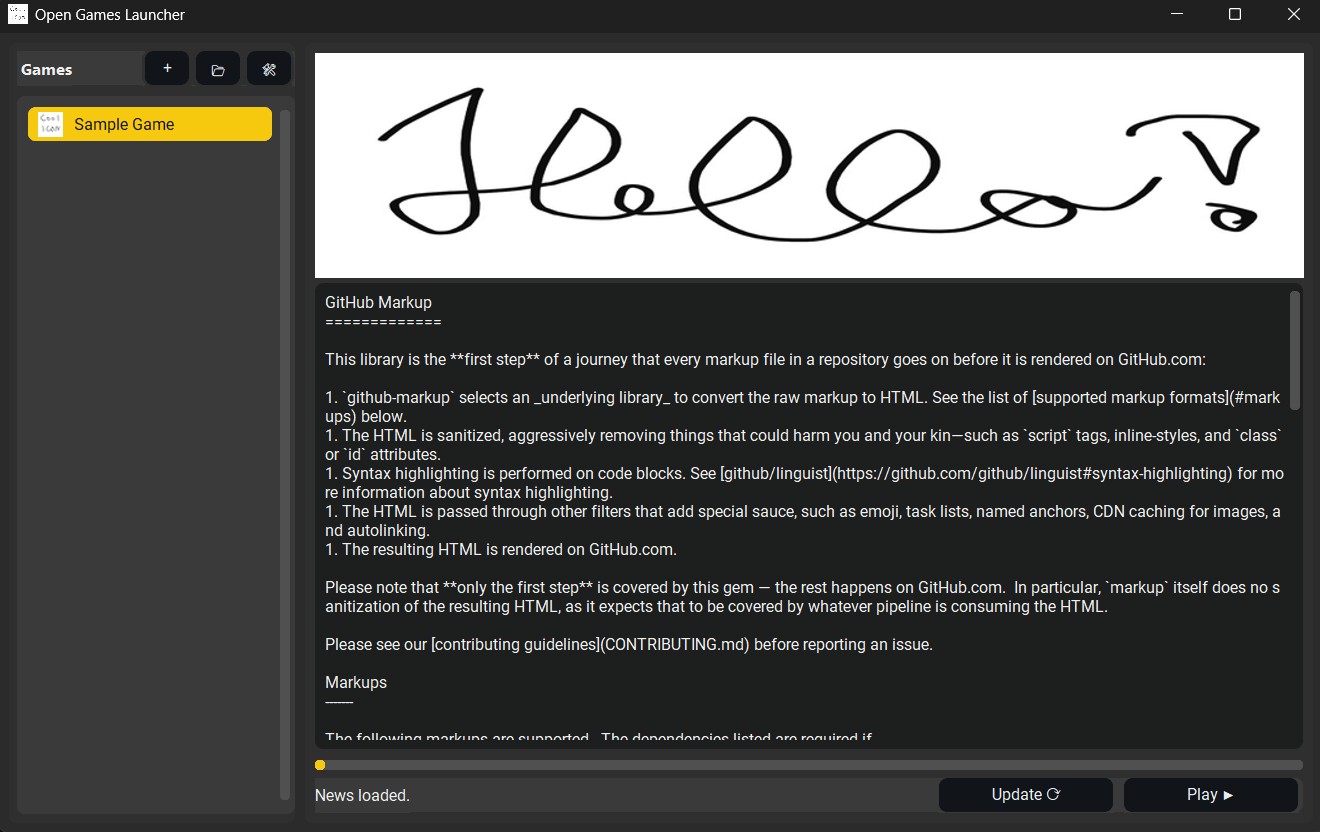 Open Games Launcher
Games
+
Cool
ICON
Sample Game
Hello!
GitHub Markup
=============
This library is the **first step** of a journey that every markup file in a repository goes on before it is rendered on GitHub.com:
1. `github-markup` selects an _underlying library_ to convert the raw markup to HTML. See the list of [supported markup formats](#mark
ups) below.
1. The HTML is sanitized, aggressively removing things that could harm you and your kin—such as `script` tags, inline-styles, and `class`
or `id` attributes.
1. Syntax highlighting is performed on code blocks. See [github/linguist](https://github.com/github/linguist#syntax-highlighting) for mo
re information about syntax highlighting.
1. The HTML is passed through other filters that add special sauce, such as emoji, task lists, named anchors, CDN caching for images, a
nd autolinking.
1. The resulting HTML is rendered on GitHub.com.
Please note that **only the first step** is covered by this gem — the rest happens on GitHub.com.  In particular, `markup` itself does no s
anitization of the resulting HTML, as it expects that to be covered by whatever pipeline is consuming the HTML.
Please see our [contributing guidelines](CONTRIBUTING.md) before reporting an issue.
Markups
-------
The following markups are supported.  The dependencies listed are required if
News loaded.
Update ⟳
Play ►